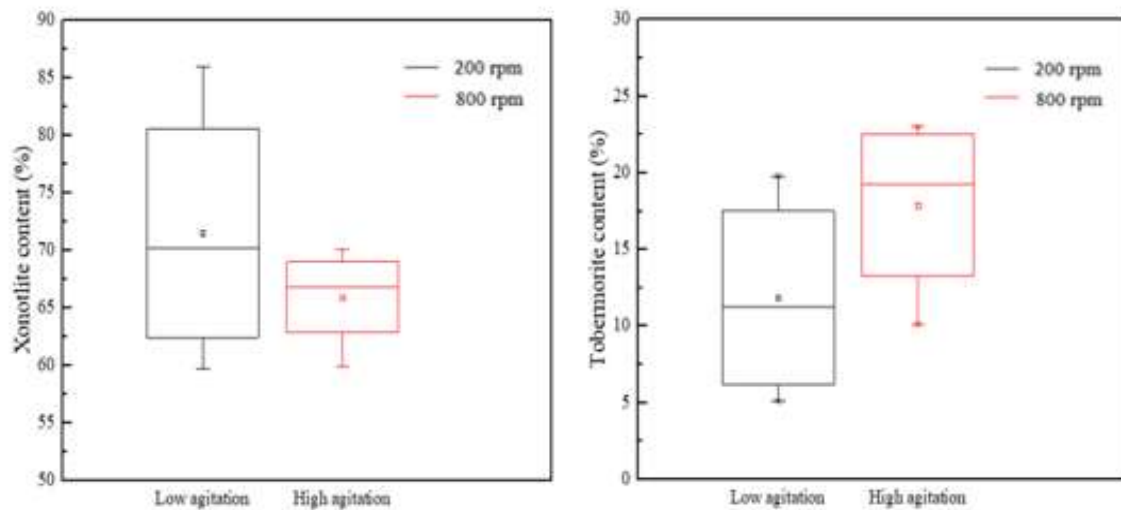 90
85
80
75
70
65
60
55
50
Xonotlite content (%)
200 rpm
800 rpm
Low agitation
High agitation
30
25
20
15
10
5
0
Tobermorite content (%)
200 rpm
800 rpm
Low agitation
High agitation